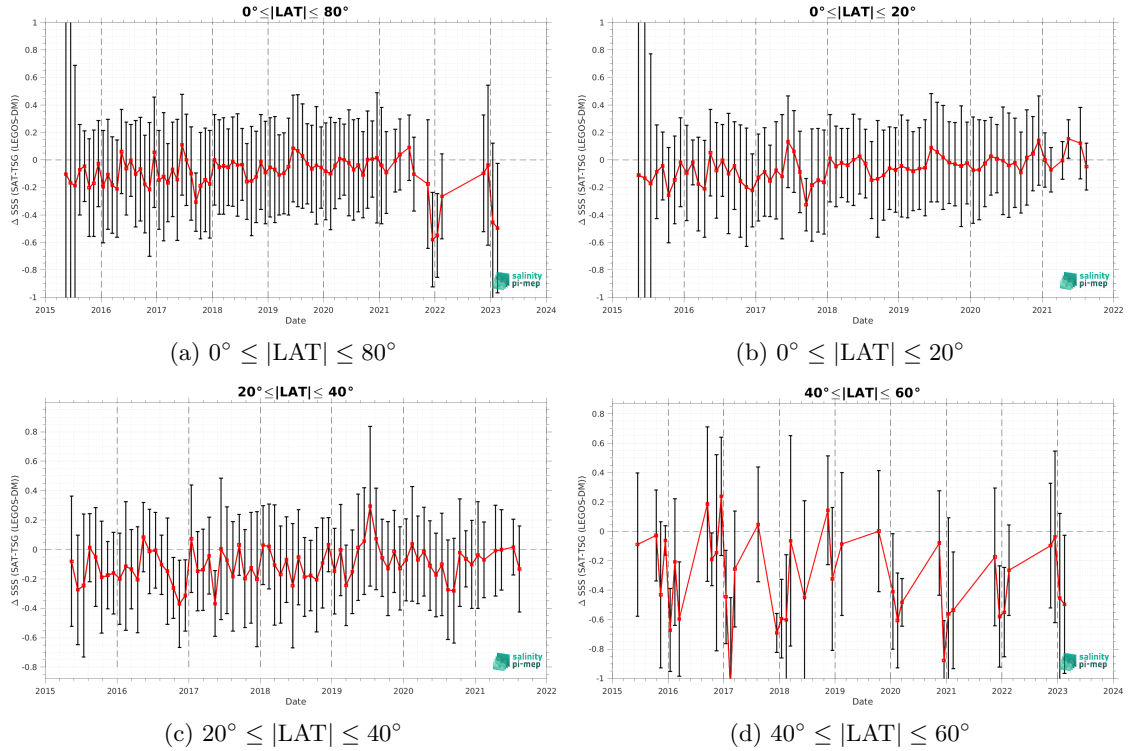 0°≤|LAT|≤ 80°
Δ SSS (SAT-TSG (LEGOS-DM))
1
0.8
0.6
0.4
0.2
0
-0.2
-0.4
-0.6
-0.8
-1
2015 2016 2017 2018 2019 2020 2021 2022 2023 2024
Date
salinity
pi-mep
(a) 0° ≤ |LAT| ≤ 80°
0°≤|LAT|≤ 20°
Δ SSS (SAT-TSG (LEGOS-DM))
1
0.8
0.6
0.4
0.2
0
-0.2
-0.4
-0.6
-0.8
-1
2015 2016 2017 2018 2019 2020 2021 2022
Date
salinity
pi-mep
(b) 0° ≤ |LAT| ≤ 20°
20°≤|LAT|≤ 40°
Δ SSS (SAT-TSG (LEGOS-DM))
0.8
0.6
0.4
0.2
0
-0.2
-0.4
-0.6
-0.8
2015 2016 2017 2018 2019 2020 2021 2022
Date
salinity
pi-mep
(c) 20° ≤ |LAT| ≤ 40°
40°≤|LAT|≤ 60°
Δ SSS (SAT-TSG (LEGOS-DM))
0.8
0.6
0.4
0.2
0
-0.2
-0.4
-0.6
-0.8
-1
2015 2016 2017 2018 2019 2020 2021 2022 2023 2024
Date
salinity
pi-mep
(d) 40° ≤ |LAT| ≤ 60°